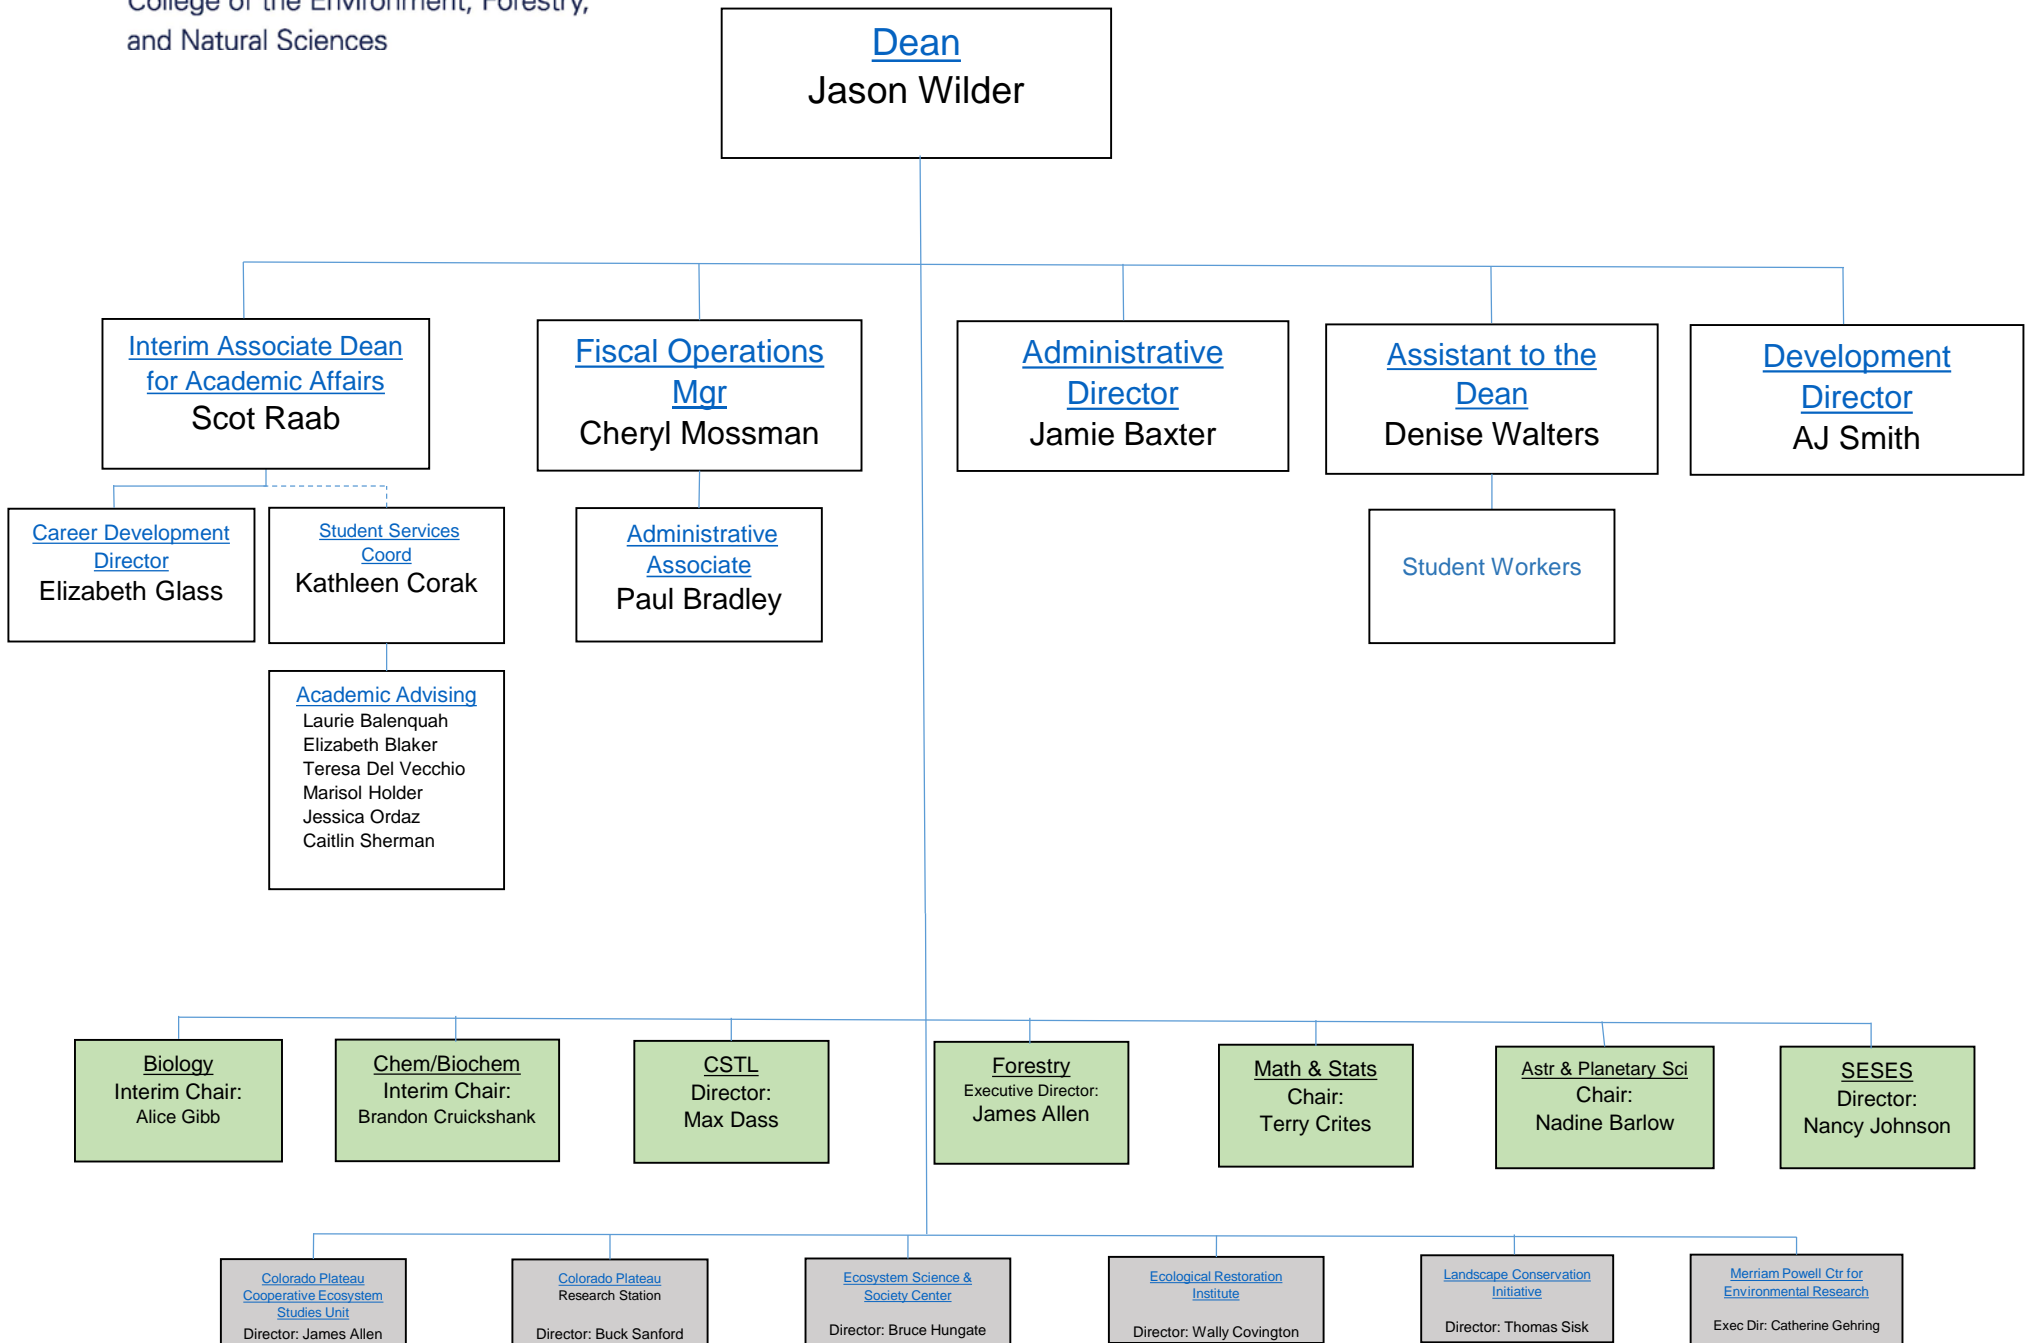 College of the Environment, Forestry,
and Natural Sciences
Dean
Jason Wilder
Interim Associate Dean
for Academic Affairs
Scot Raab
Fiscal Operations
Mgr
Cheryl Mossman
Administrative
Director
Jamie Baxter
Assistant to the
Dean
Denise Walters
Development
Director
AJ Smith
Career Development
Director
Elizabeth Glass
Student Services
Coord
Kathleen Corak
Administrative
Associate
Paul Bradley
Student Workers
Academic Advising
Laurie Balenquah
Elizabeth Blaker
Teresa Del Vecchio
Marisol Holder
Jessica Ordaz
Caitlin Sherman
Biology
Interim Chair:
Alice Gibb
Chem/Biochem
Interim Chair:
Brandon Cruickshank
CSTL
Director:
Max Dass
Forestry
Executive Director:
James Allen
Math & Stats
Chair:
Terry Crites
Astr & Planetary Sci
Chair:
Nadine Barlow
SESES
Director:
Nancy Johnson
Colorado Plateau
Cooperative Ecosystem
Studies Unit
Director: James Allen
Colorado Plateau
Research Station
Director: Buck Sanford
Ecosystem Science &
Society Center
Director: Bruce Hungate
Ecological Restoration
Institute
Director: Wally Covington
Landscape Conservation
Initiative
Director: Thomas Sisk
Merriam Powell Ctr for
Environmental Research
Exec Dir: Catherine Gehring